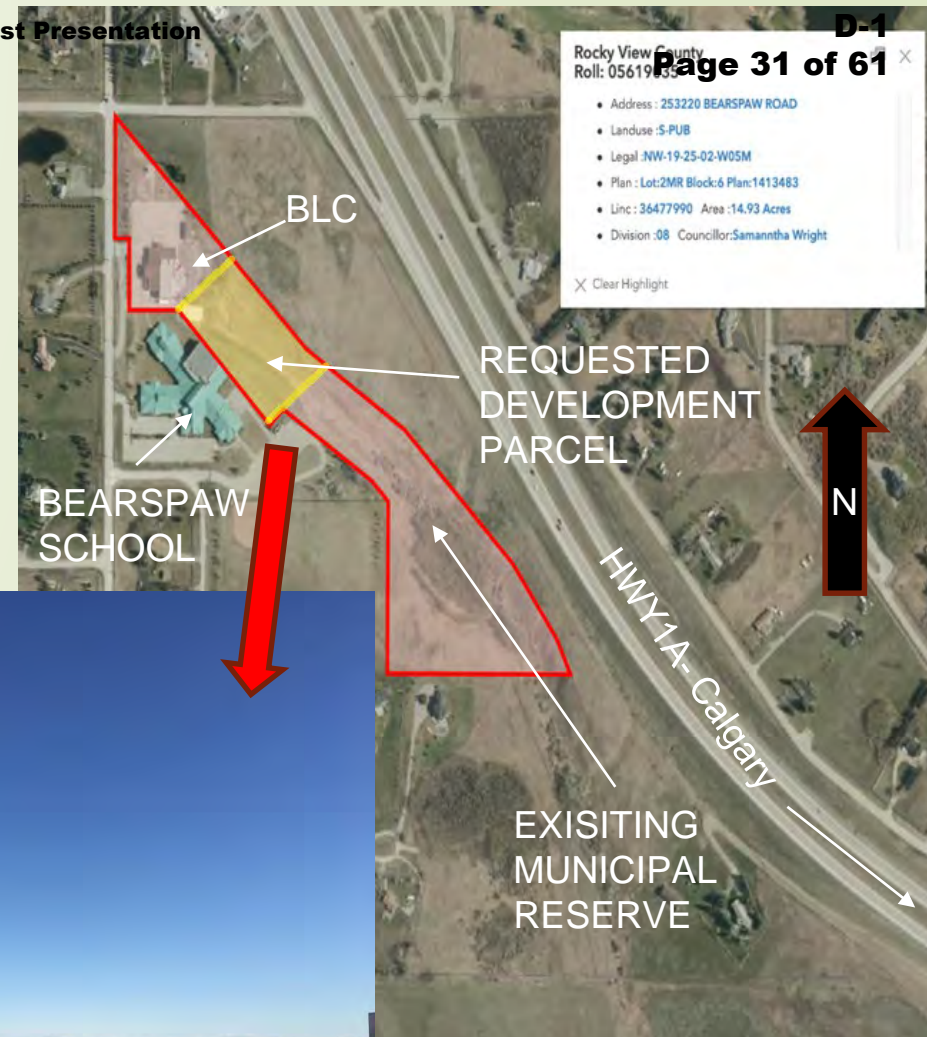 st Presentation
D-1
Page 31 of 61
Rocky View County
Roll: 05619035
Address : 253220 BEARSPAW ROAD
Landuse :S-PUB
Legal :NW-19-25-02-W05M
Plan : Lot:2MR Block:6 Plan:1413483
Linc : 36477990 Area :14.93 Acres
Division :08 Councillor:Samanntha Wright
Clear Highlight
BLC
REQUESTED
DEVELOPMENT
PARCEL
BEARSPAW
SCHOOL
N
HWY1A- Calgary
EXISITING
MUNICIPAL
RESERVE